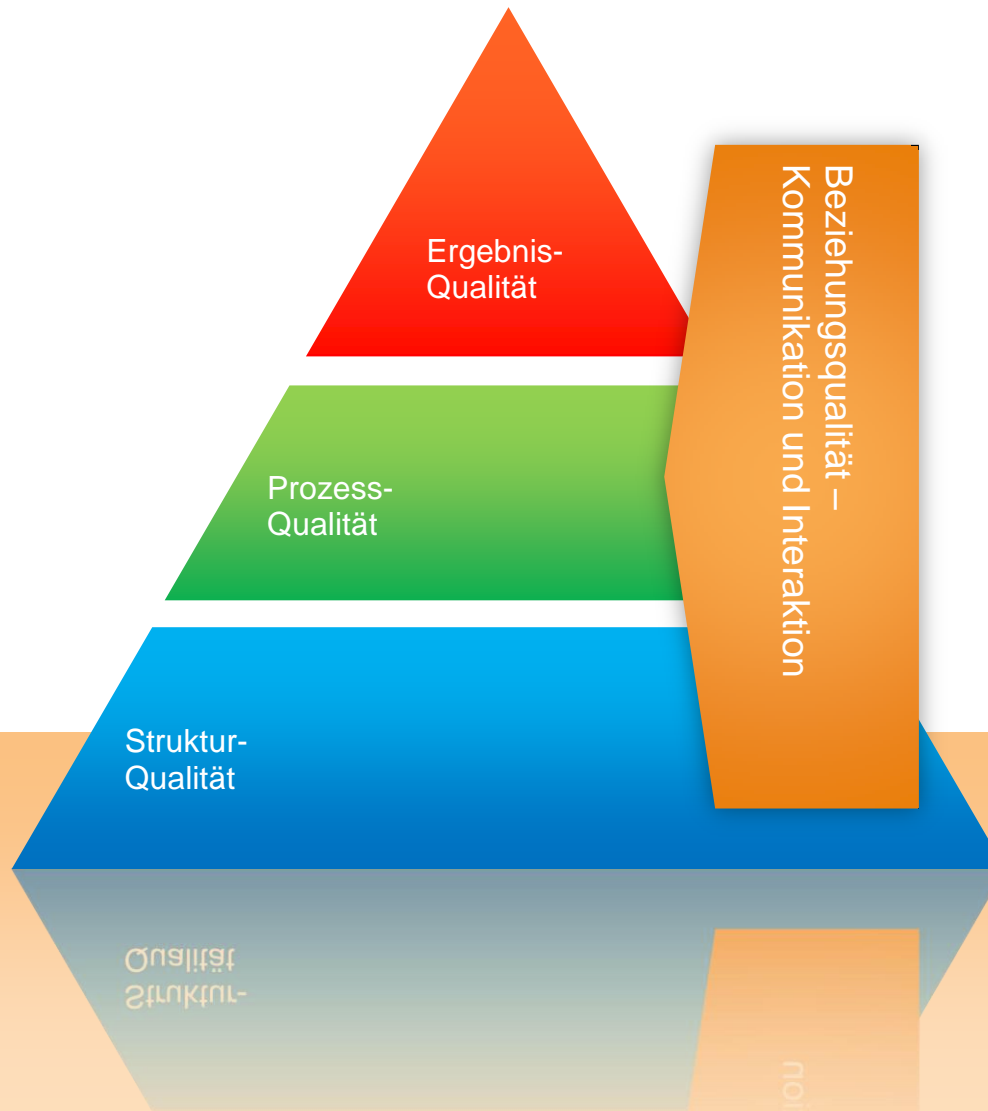 Ergebnis-
Qualität
Prozess-
Qualität
Struktur-
Qualität
Beziehungsqualität –
Kommunikation und Interaktion